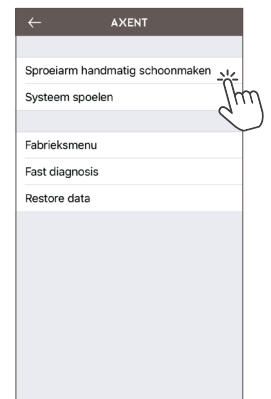 AXENT
Sproeiarm handmatig schoonmaken
Systeem spoelen
Fabrieksmenu
Fast diagnosis
Restore data